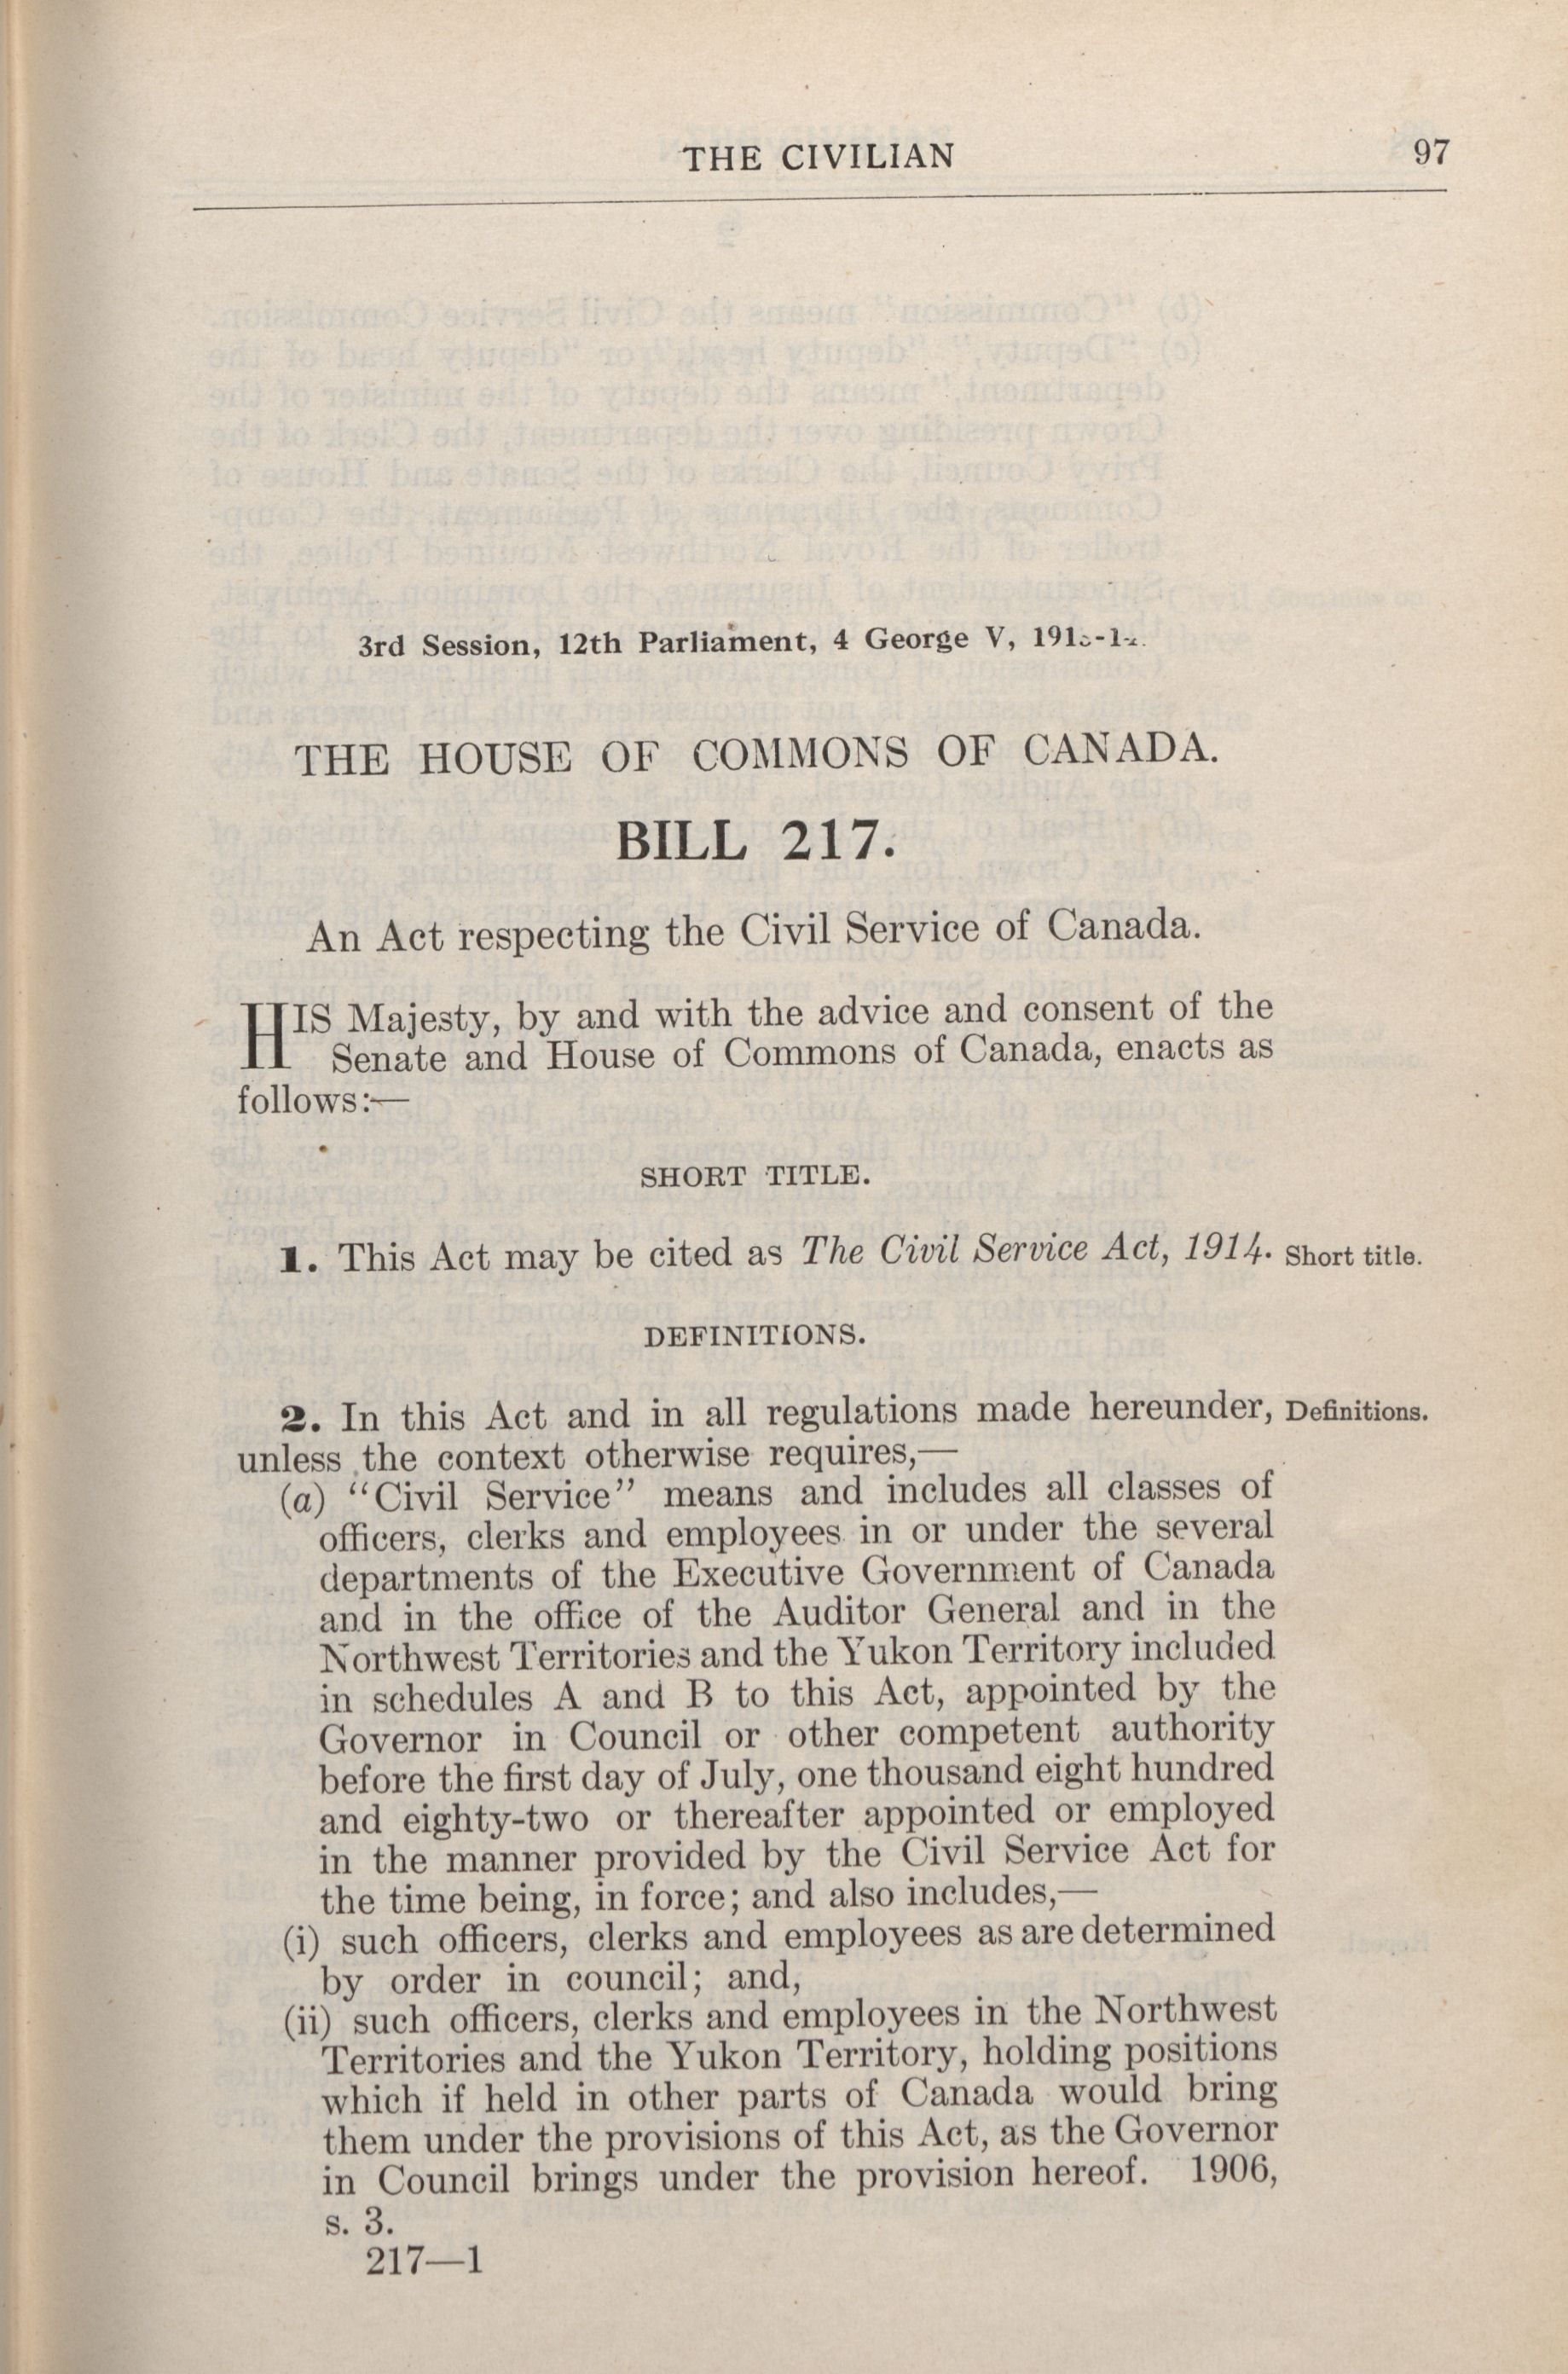 THE CIVILIAN 97
3rd Session, 12th Parliament, 4 George V,
THE HOUSE OF COMMONS OF CANADA.
BILL 217.
An Act respecting the Civil Service of Canada.
HIS Majesty, by and with the advice and consent of the
Senate and House of Commons of Canada, enacts as
follows:—
SHORT TITLE.
1. This Act may be cited as The Civil Service Act, 1914. Short title.
DEFINITIONS.
2. In this Act and in all regulations made hereunder, Definitions.
unless the context otherwise requires,—
(a) "Civil Service" means and includes all classes of
officers, clerks and employees in or under the several
departments of the Executive Government of Canada
and in the office of the Auditor General and in the
Northwest Territories and the Yukon Territory included
in schedules A and B to this Act, appointed by the
Governor in Council or other competent authority
before the first day of July, one thousand eight hundred
and eighty-two or thereafter appointed or employed
in the manner provided by the Civil Service Act for
the time being, in force; and also includes,—
(i) such officers, clerks and employees as are determined
by order in council; and,
(ii) such officers, clerks and employees in the Northwest
Territories and the Yukon Territory, holding positions
which if held in other parts of Canada would bring
them under the provisions of this Act, as the Governor
in Council brings under the provision hereof. 1906,
s. 3.
217—1